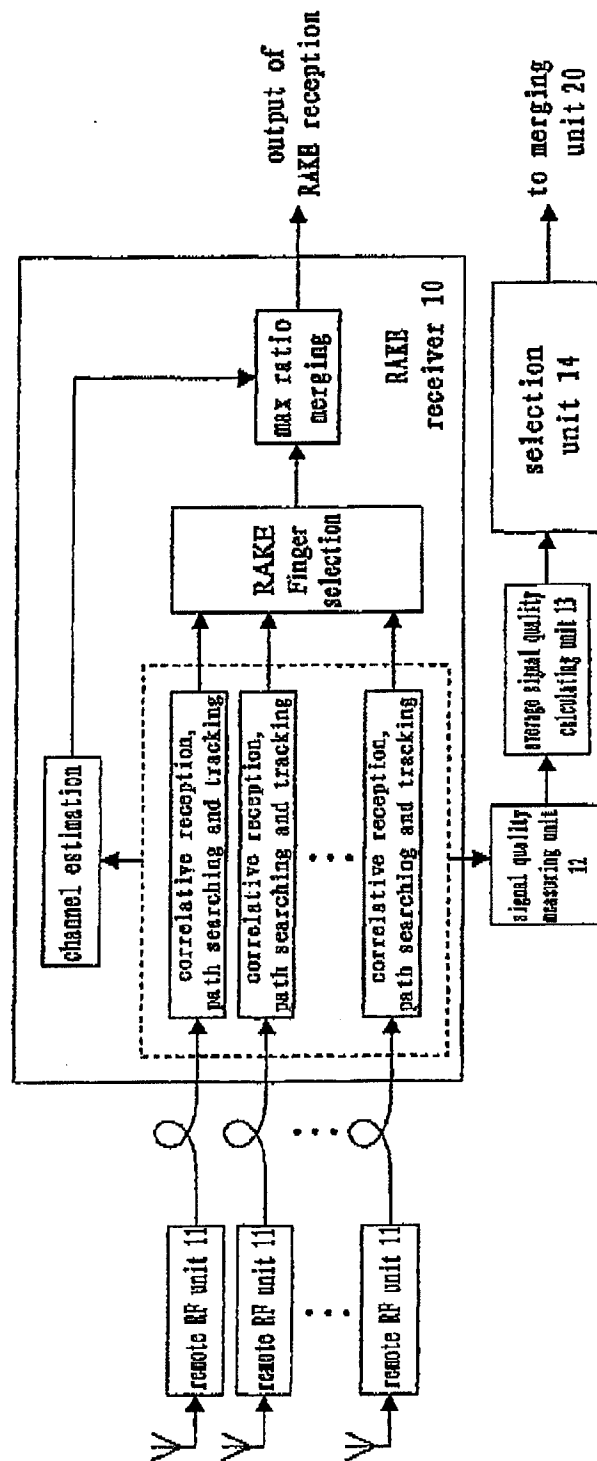 remote RF unit 11
remote RF unit 11
remote RF unit 11
channel estimation
correlative reception,
path searching and tracking
correlative reception,
path searching and tracking
correlative reception,
path searching and tracking
RAKE
Finger
selection
max ratio
merging
RAKE
receiver 10
output of
RAKE reception
signal quality
measuring unit
12
average signal quality
calculating unit 13
selection
unit 14
to merging
unit 20